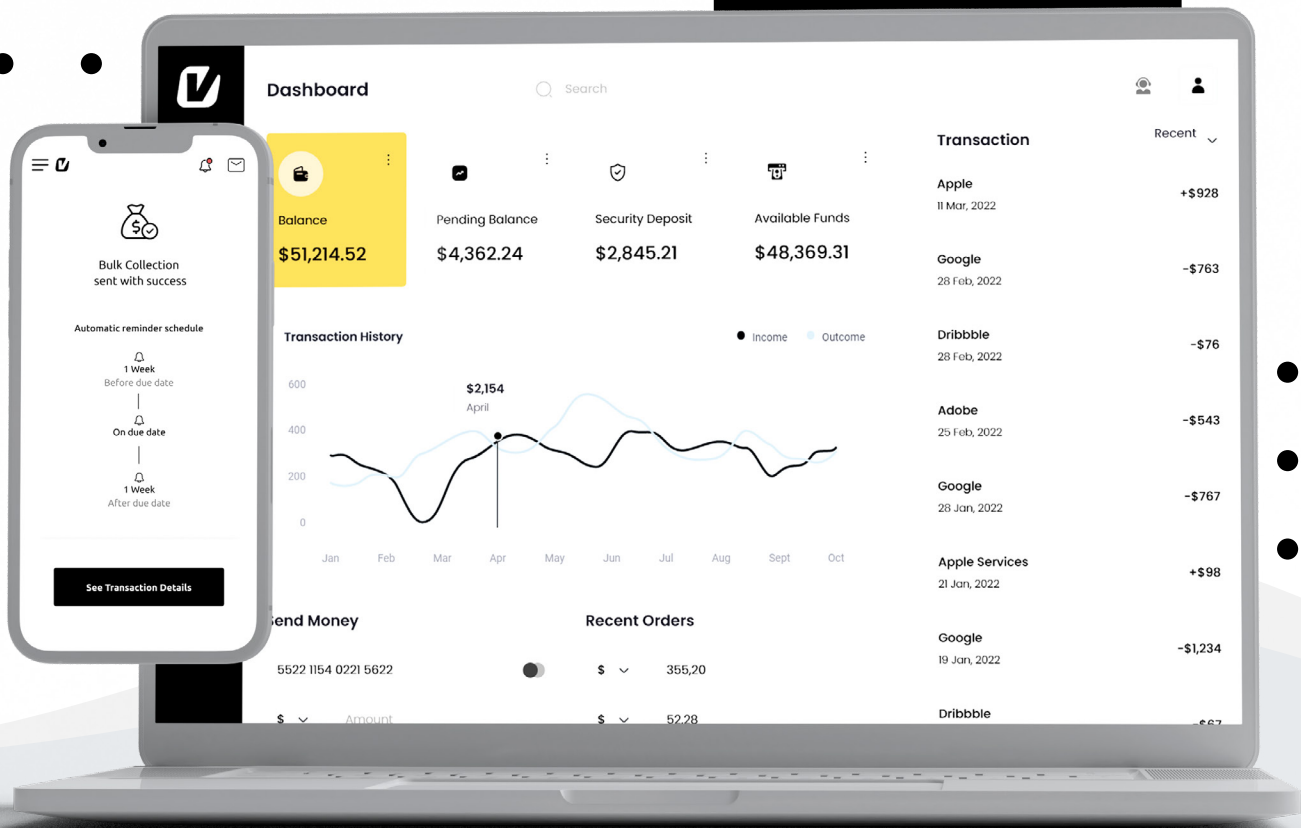 Dashboard
Search
Balance
$51,214.52
Pending Balance
$4,362.24
Security Deposit
$2,845.21
Available Funds
$48,369.31
Transaction History
Income
Outcome
600
400
200
0
$2,154
April
Jan Feb Mar Apr May Jun Jul Aug Sept Oct
end Money
5522 1154 0221 5622
$ Amount
Recent Orders
$ 355,20
$ 52,28
Transaction
Recent
Apple
11 Mar, 2022
+$928
Google
28 Feb, 2022
-$763
Dribbble
28 Feb, 2022
-$76
Adobe
25 Feb, 2022
-$543
Google
28 Jan, 2022
-$767
Apple Services
21 Jan, 2022
+$98
Google
19 Jan, 2022
-$1,234
Dribbble
-$67
Bulk Collection
sent with success
Automatic reminder schedule
1 Week
Before due date
On due date
1 Week
After due date
See Transaction Details